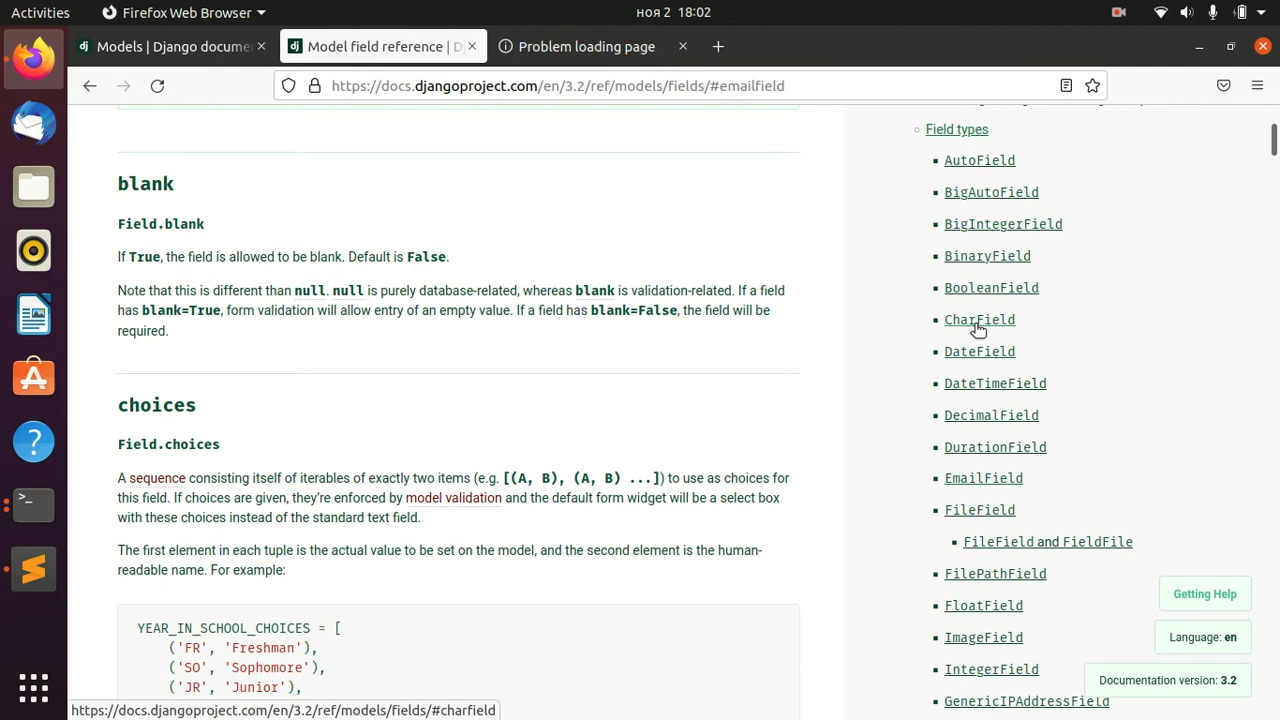 Activities
Firefox Web Browser
ноя 2 18:02
Models | Django docume
Model field reference | D
Problem loading page
https://docs.djangoproject.com/en/3.2/ref/models/fields/#emailfield
blank
Field.blank
If True, the field is allowed to be blank. Default is False.
Note that this is different than null. null is purely database-related, whereas blank is validation-related. If a field
has blank=True, form validation will allow entry of an empty value. If a field has blank=False, the field will be
required.
choices
Field.choices
A sequence consisting itself of iterables of exactly two items (e.g. [(A, B), (A, B) ...]) to use as choices for
this field. If choices are given, they’re enforced by model validation and the default form widget will be a select box
with these choices instead of the standard text field.
The first element in each tuple is the actual value to be set on the model, and the second element is the human-
readable name. For example:
YEAR_IN_SCHOOL_CHOICES = [
('FR', 'Freshman'),
('SO', 'Sophomore'),
('JR', 'Junior'),
https://docs.djangoproject.com/en/3.2/ref/models/fields/#charfield
Field types
AutoField
BigAutoField
BigIntegerField
BinaryField
BooleanField
CharField
DateField
DateTimeField
DecimalField
DurationField
EmailField
FileField
FileField and FieldFile
FilePathField
FloatField
ImageField
IntegerField
GenericIPAddressField
Getting Help
Language: en
Documentation version: 3.2